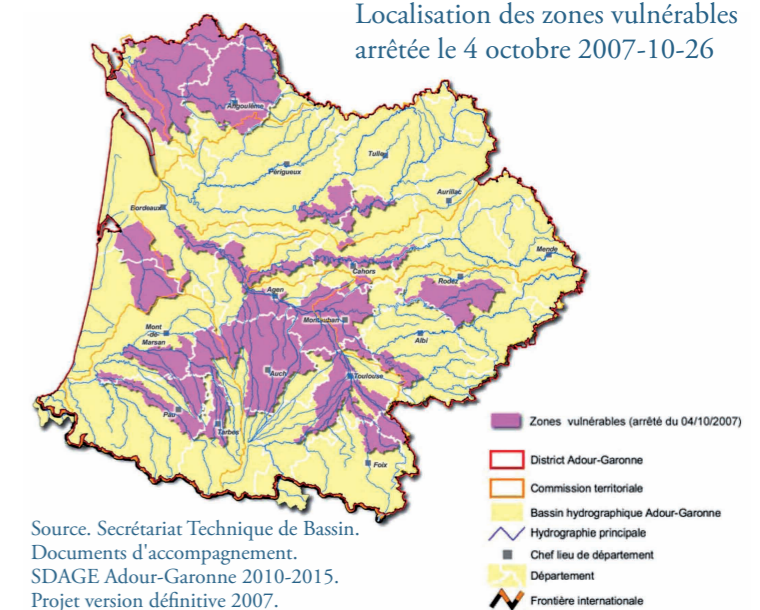 Localisation des zones vulnérables
arrêtée le 4 octobre 2007-10-26
Angoulême
Périgueux
Tulle
Aurillac
Bordeaux
Mende
Cahors
Rodez
Agen
Montauban
Mont
de
Marsan
Albi
Auch
Toulouse
Pau
Tarbes
Foix
Zones vulnérables (arrêté du 04/10/2007)
District Adour-Garonne
Commission territoriale
Bassin hydrographique Adour-Garonne
Hydrographie principale
Chef lieu de département
Département
Frontière internationale
Source. Secrétariat Technique de Bassin.
Documents d'accompagnement.
SDAGE Adour-Garonne 2010-2015.
Projet version définitive 2007.